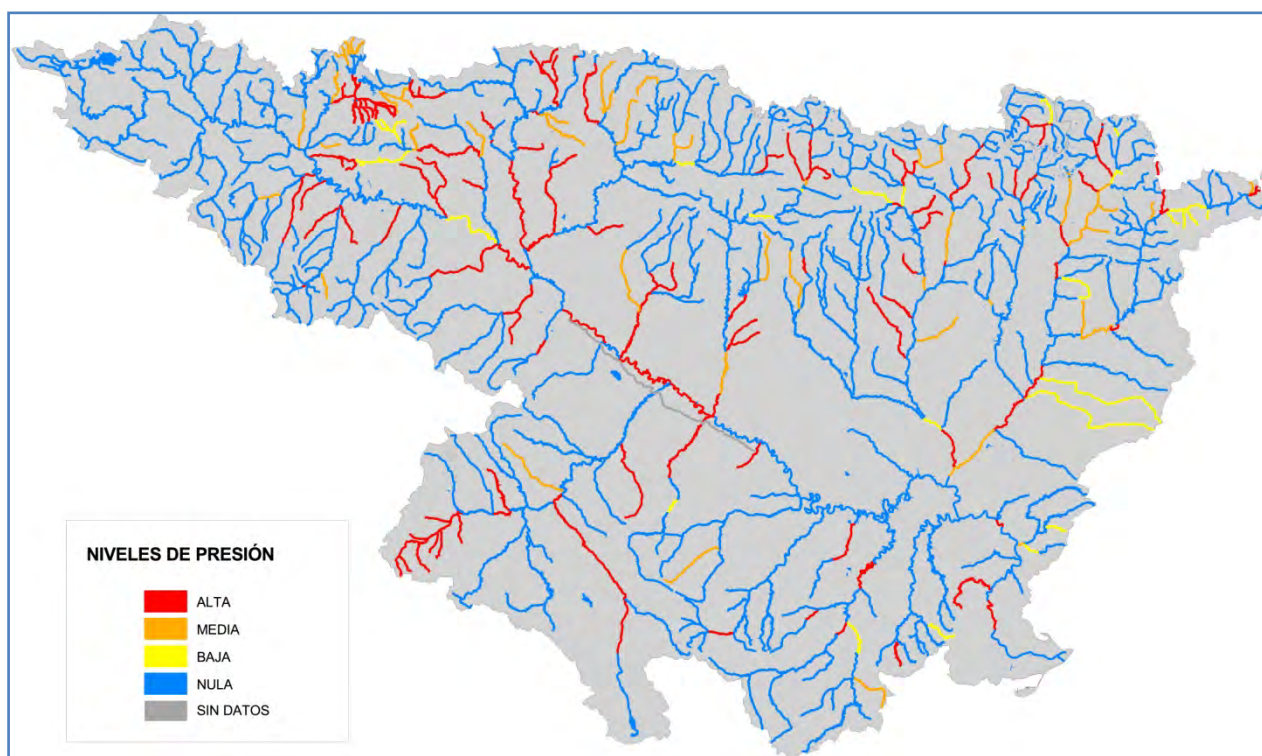 NIVELES DE PRESIÓN
ALTA
MEDIA
BAJA
NULA
SIN DATOS